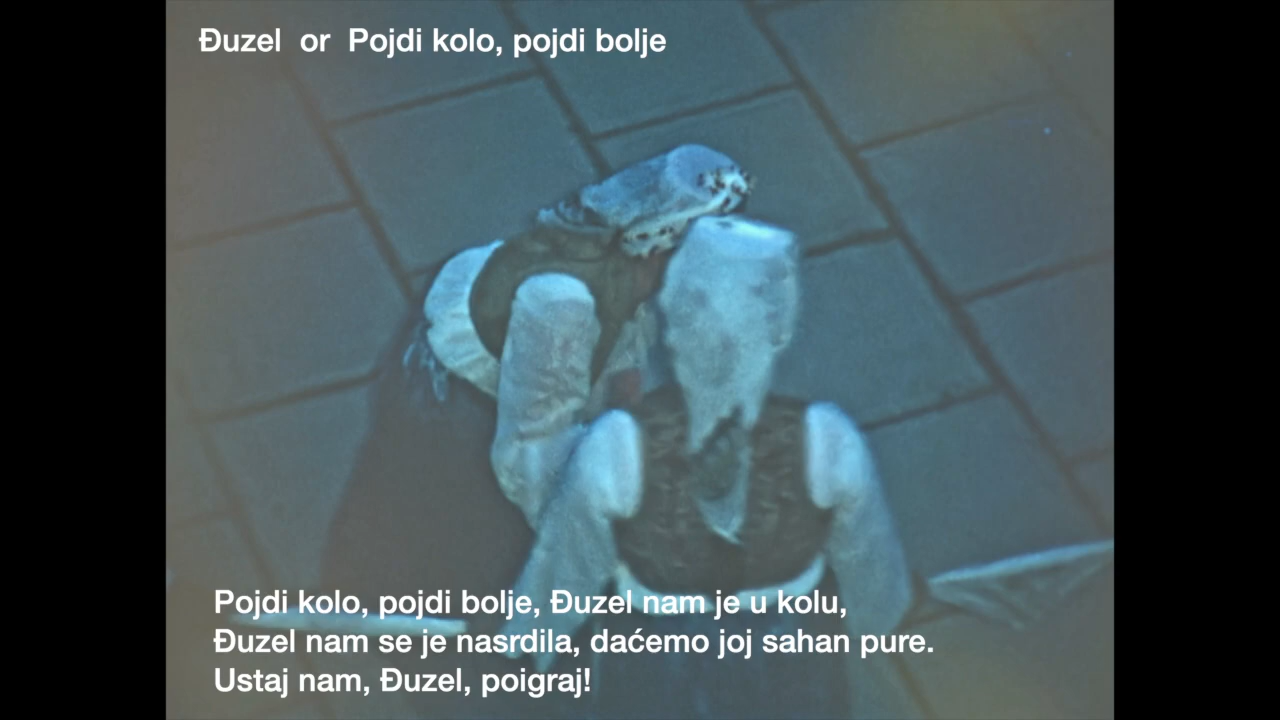 Đuzel or Pojdi kolo, pojdi bolje
Pojdi kolo, pojdi bolje, Đuzel nam je u kolu,
Đuzel nam se je nasrdila, daćemo joj sahan pure.
Ustaj nam, Đuzel, poigraj!